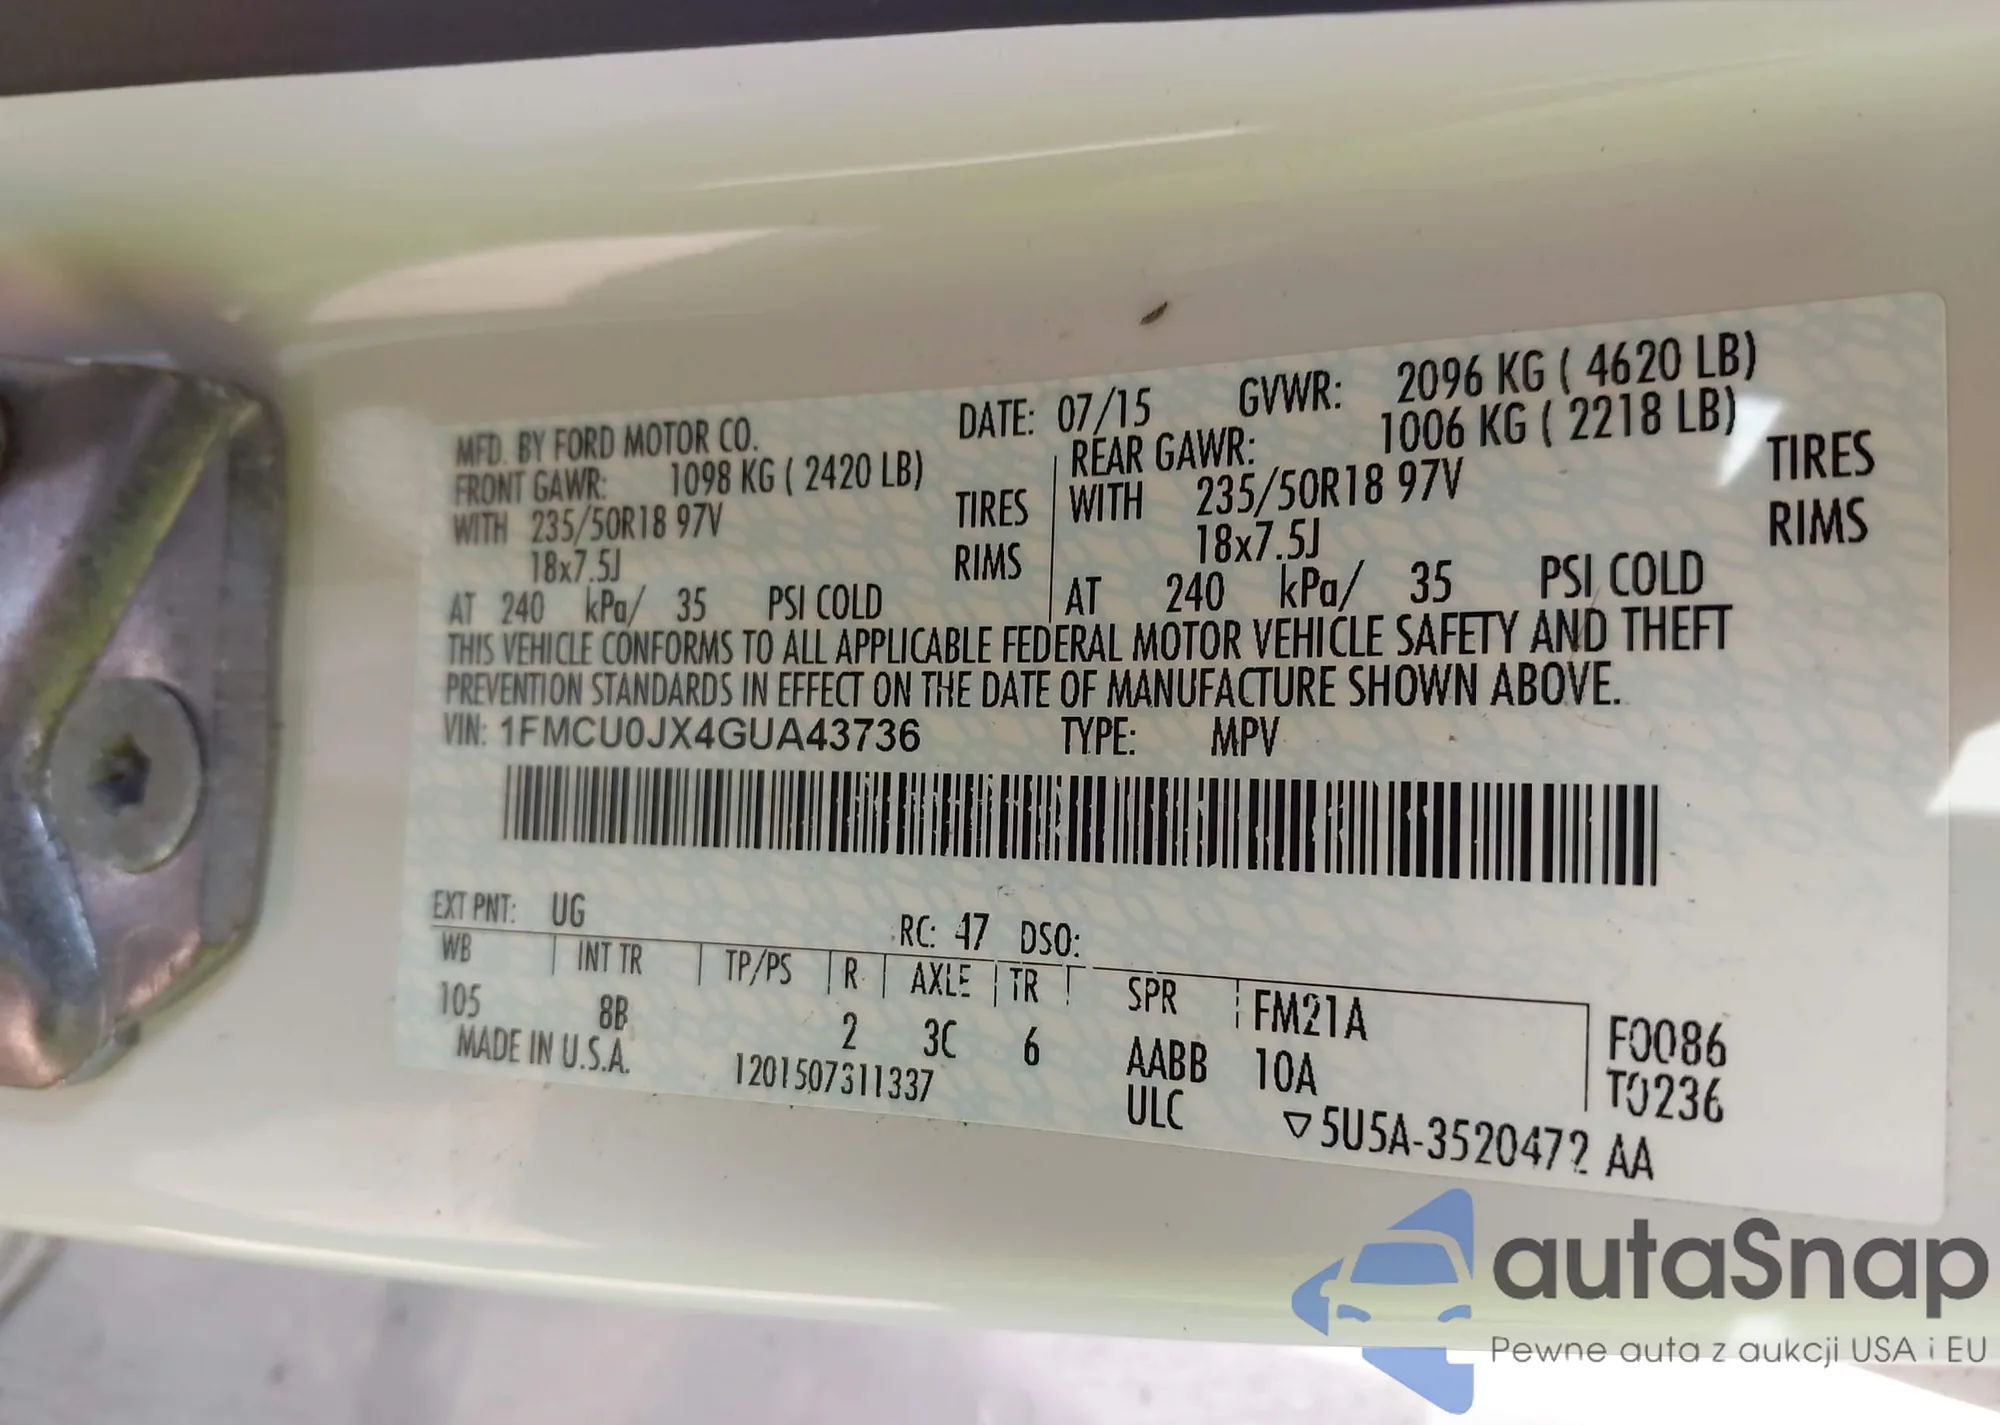 MFD. BY FORD MOTOR CO. DATE: 07/15 GVWR: 2096 KG ( 4620 LB)
FRONT GAWR: 1098 KG ( 2420 LB) REAR GAWR: 1006 KG ( 2218 LB)
WITH 235/50R18 97V TIRES WITH 235/50R18 97V TIRES
18x7.5J RIMS 18x7.5J RIMS
AT 240 kPa/ 35 PSI COLD AT 240 kPa/ 35 PSI COLD
THIS VEHICLE CONFORMS TO ALL APPLICABLE FEDERAL MOTOR VEHICLE SAFETY AND THEFT
PREVENTION STANDARDS IN EFFECT ON THE DATE OF MANUFACTURE SHOWN ABOVE.
VIN: 1FMCU0JX4GUA43736 TYPE: MPV
EXT PNT: UG RC: 47 DSO:
WB INT TR TP/PS R AXLE TR SPR FM21A F0086
105 8B 2 3C 6 AABB 10A T0236
MADE IN U.S.A. 1201507311337 ULC ▽5U5A-3520472 AA
autaSnap
Pewne auta z aukcji USA i EU